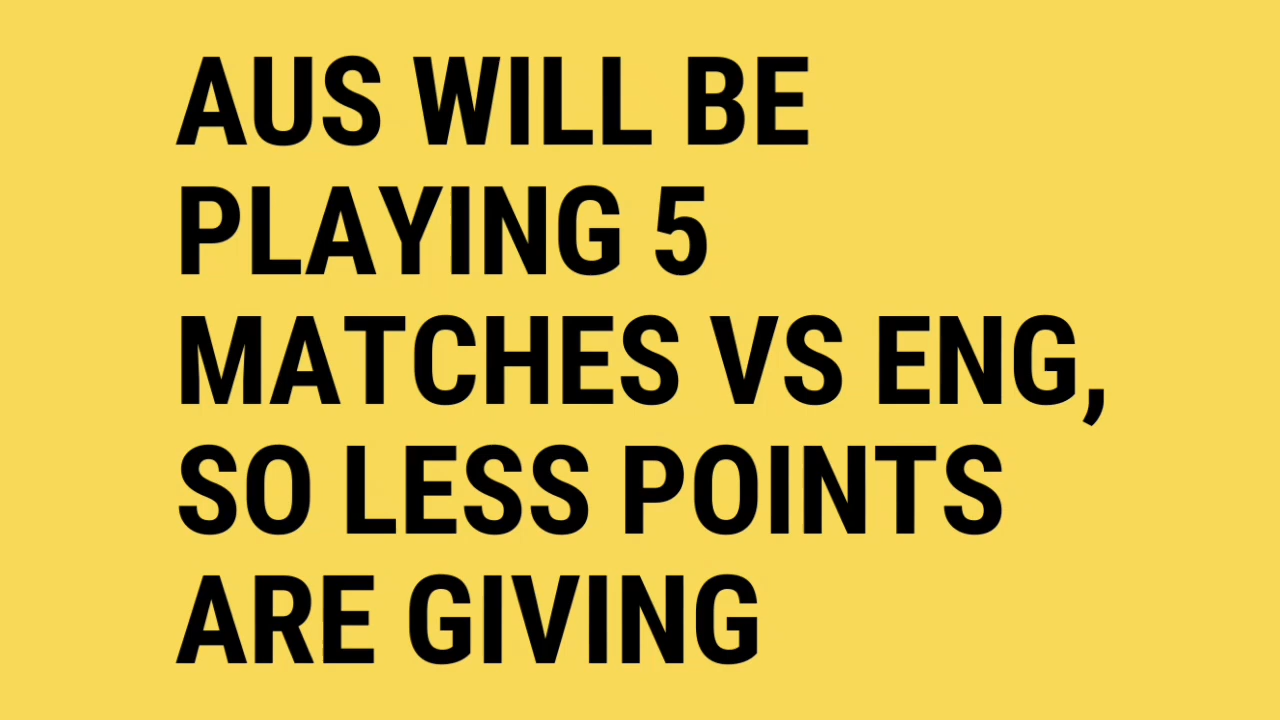 AUS WILL BE
PLAYING 5
MATCHES VS ENG,
SO LESS POINTS
ARE GIVING